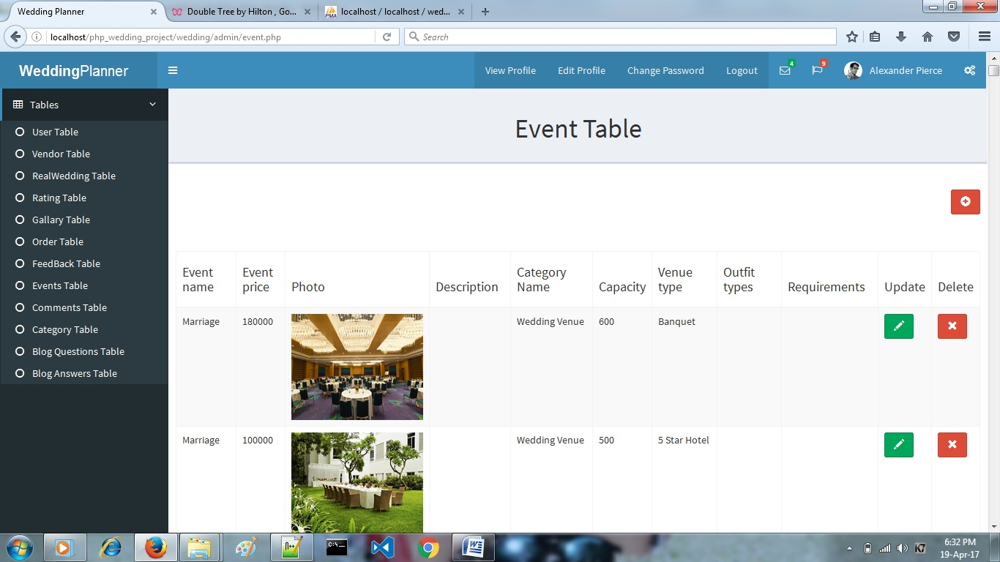 Wedding Planner
Double Tree by Hilton , Go...
localhost / localhost / wed...
localhost/php_wedding_project/wedding/admin/event.php
Search
WeddingPlanner
View Profile Edit Profile Change Password Logout 4 9 Alexander Pierce
Tables
User Table
Vendor Table
RealWedding Table
Rating Table
Gallary Table
Order Table
FeedBack Table
Events Table
Comments Table
Category Table
Blog Questions Table
Blog Answers Table
Event Table
Event name Event price Photo Description Category Name Capacity Venue type Outfit types Requirements Update Delete
Marriage 180000 Wedding Venue 600 Banquet
Marriage 100000 Wedding Venue 500 5 Star Hotel
6:32 PM
19-Apr-17